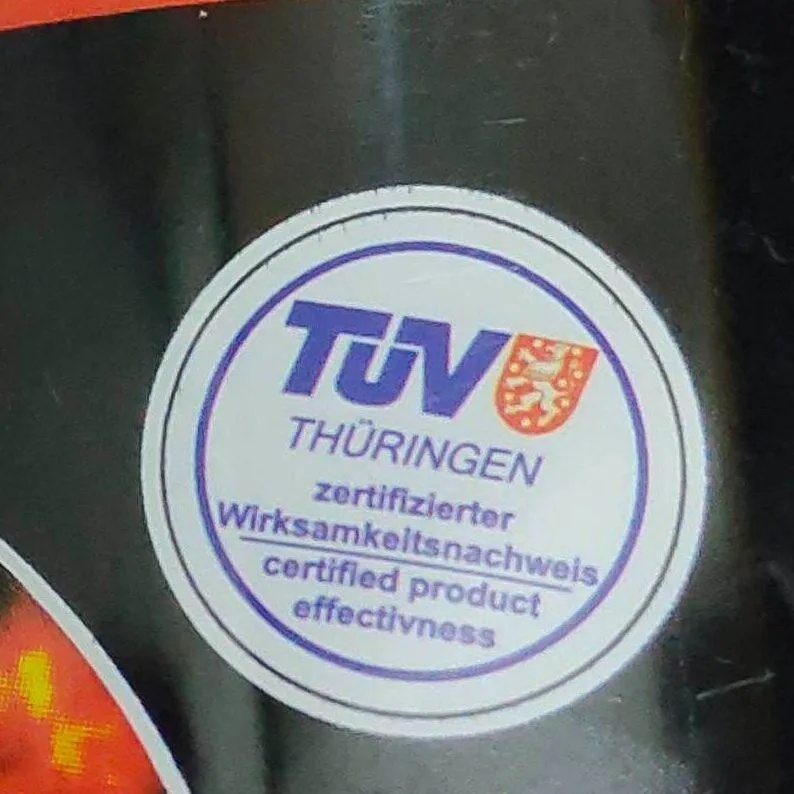 TÜV
THÜRINGEN
zertifizierter
Wirksamkeitsnachweis
certified product
effectivness